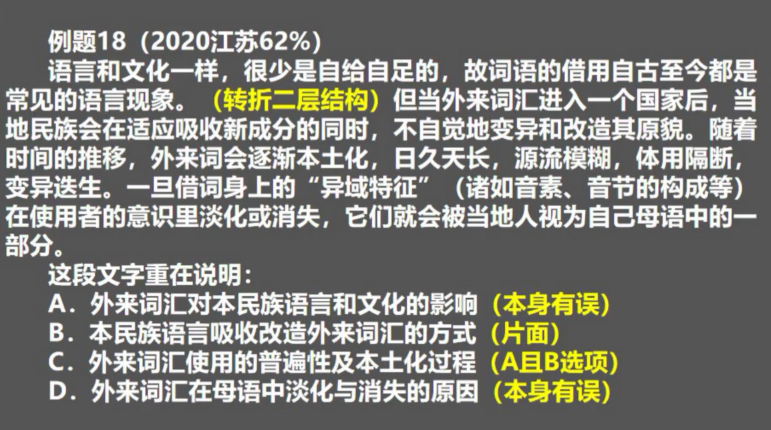 例题18（2020江苏62%）
语言和文化一样，很少是自给自足的，故词语的借用自古至今都是
常见的语言现象。（转折二层结构）但当外来词汇进入一个国家后，当
地民族会在适应吸收新成分的同时，不自觉地变异和改造其原貌。随着
时间的推移，外来词会逐渐本土化，日久天长，源流模糊，体用隔断，
变异迭生。一旦借词身上的“异域特征”（诸如音素、音节的构成等）
在使用者的意识里淡化或消失，它们就会被当地人视为自己母语中的一
部分。
这段文字重在说明：
A．外来词汇对本民族语言和文化的影响（本身有误）
B．本民族语言吸收改造外来词汇的方式（片面）
C．外来词汇使用的普遍性及本土化过程（A且B选项）
D．外来词汇在母语中淡化与消失的原因（本身有误）